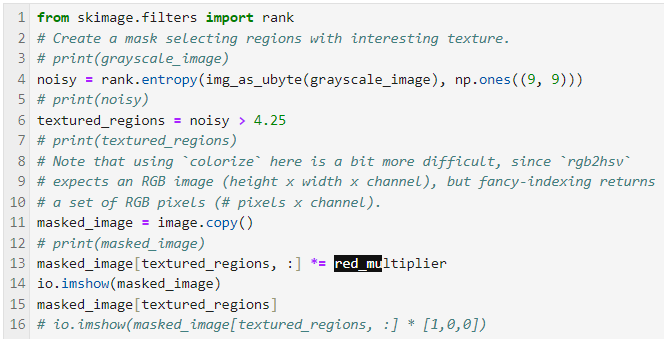 1 from skimage.filters import rank
2 # Create a mask selecting regions with interesting texture.
3 # print(grayscale_image)
4 noisy = rank.entropy(img_as_ubyte(grayscale_image), np.ones((9, 9)))
5 # print(noisy)
6 textured_regions = noisy > 4.25
7 # print(textured_regions)
8 # Note that using `colorize` here is a bit more difficult, since `rgb2hsv`
9 # expects an RGB image (height x width x channel), but fancy-indexing returns
10 # a set of RGB pixels (# pixels x channel).
11 masked_image = image.copy()
12 # print(masked_image)
13 masked_image[textured_regions, :] *= red_multiplier
14 io.imshow(masked_image)
15 masked_image[textured_regions]
16 # io.imshow(masked_image[textured_regions, :] * [1,0,0])